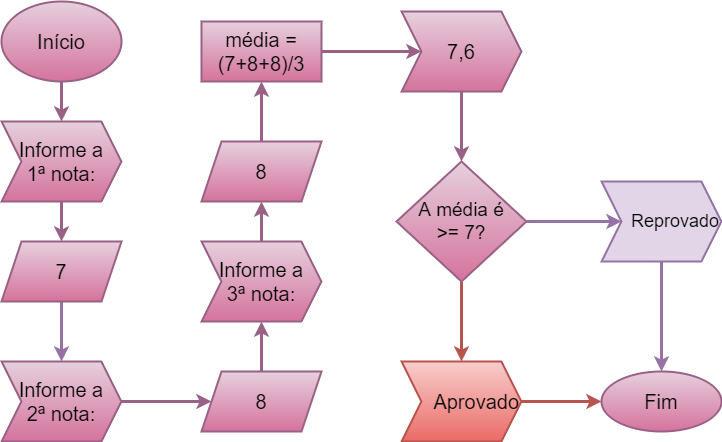 Início
Informe a
1ª nota:
7
Informe a
2ª nota:
8
Informe a
3ª nota:
8
média =
(7+8+8)/3
7,6
A média é
>= 7?
Reprovado
Aprovado
Fim